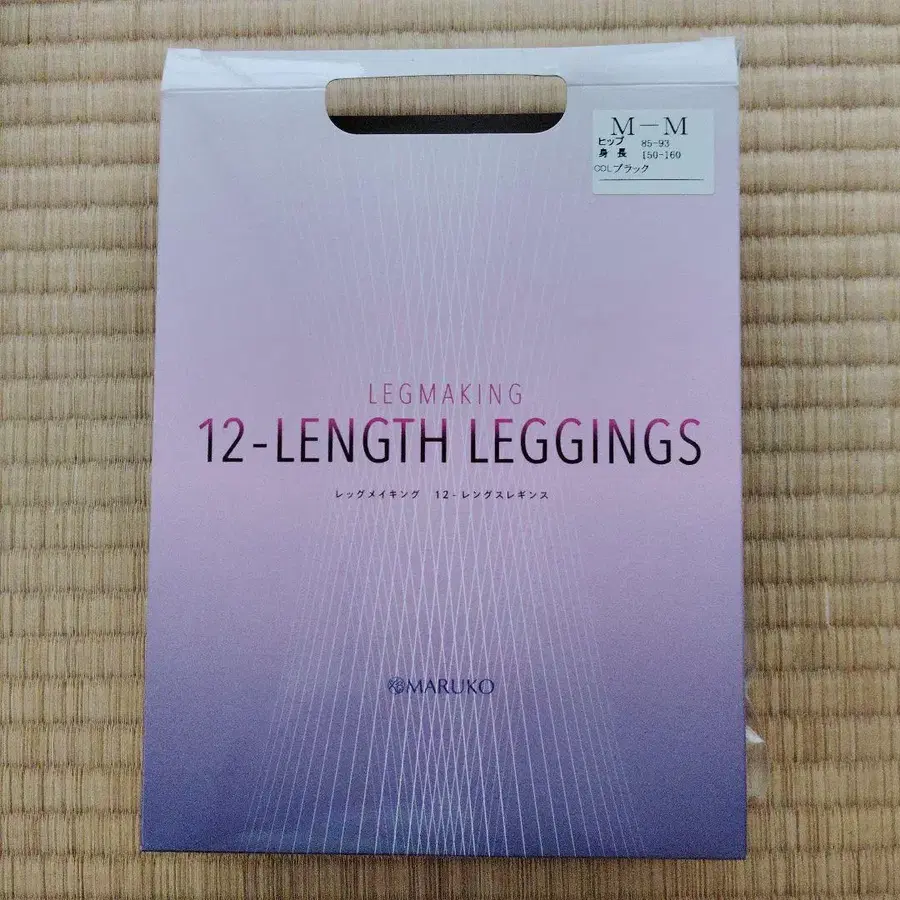 M－M
ヒップ 85-93
身長 150-160
COLブラック
LEGMAKING
12-LENGTH LEGGINGS
レッグメイキング 12-レングスレギンス
MARUKO